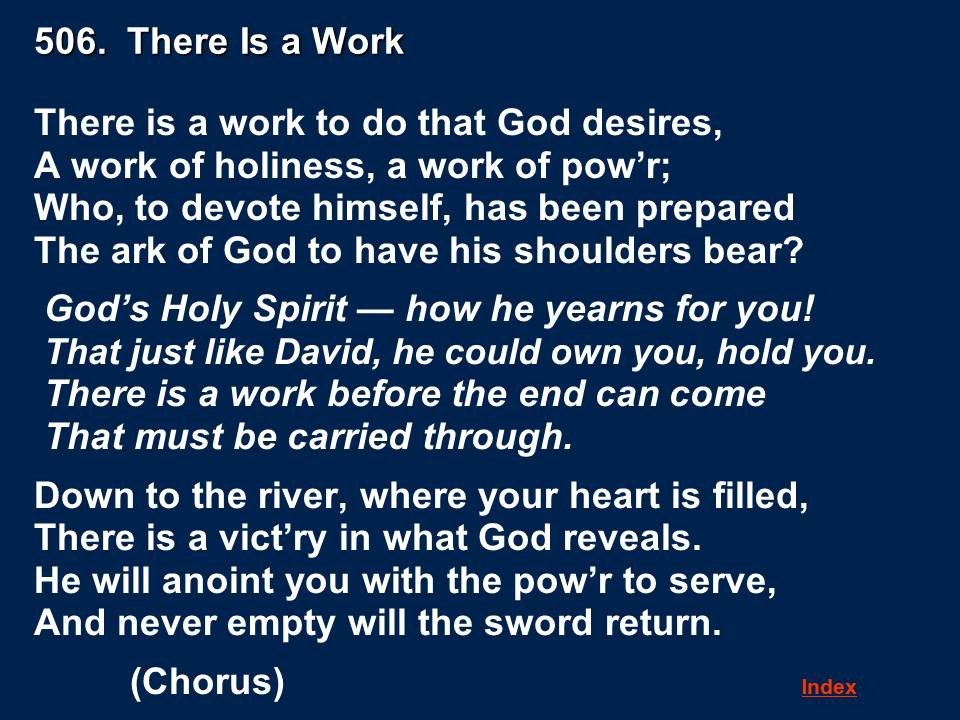 506.  There Is a Work
There is a work to do that God desires,
A work of holiness, a work of pow’r;
Who, to devote himself, has been prepared
The ark of God to have his shoulders bear?
God’s Holy Spirit — how he yearns for you!
That just like David, he could own you, hold you.
There is a work before the end can come
That must be carried through.
Down to the river, where your heart is filled,
There is a vict’ry in what God reveals.
He will anoint you with the pow’r to serve,
And never empty will the sword return.
(Chorus)
Index